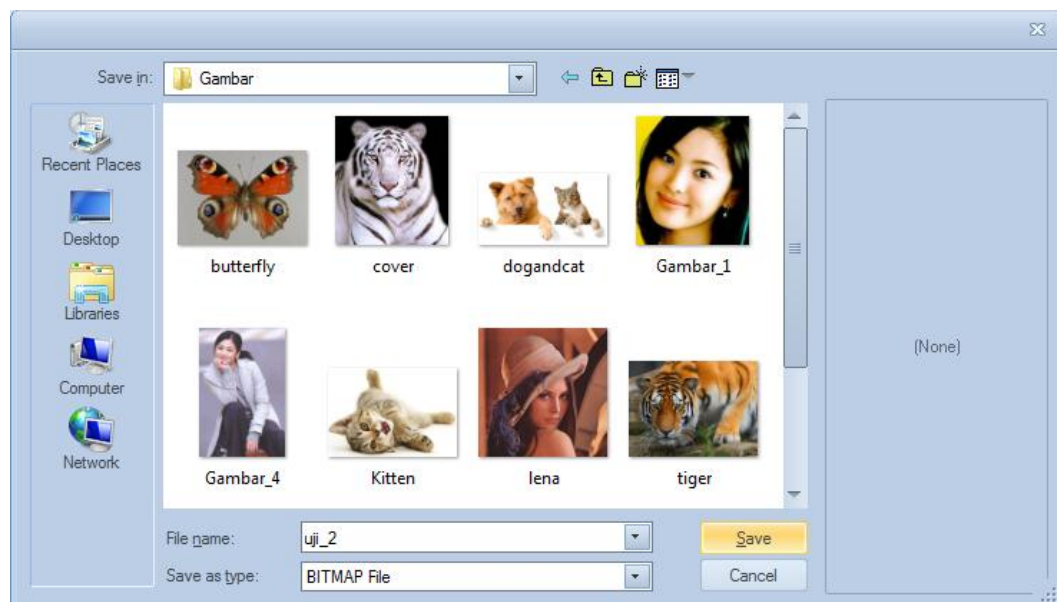 Save in:
Gambar
Recent Places
Desktop
Libraries
Computer
Network
butterfly
cover
dogandcat
Gambar_1
Gambar_4
Kitten
lena
tiger
(None)
File name:
uji_2
Save
Save as type:
BITMAP File
Cancel